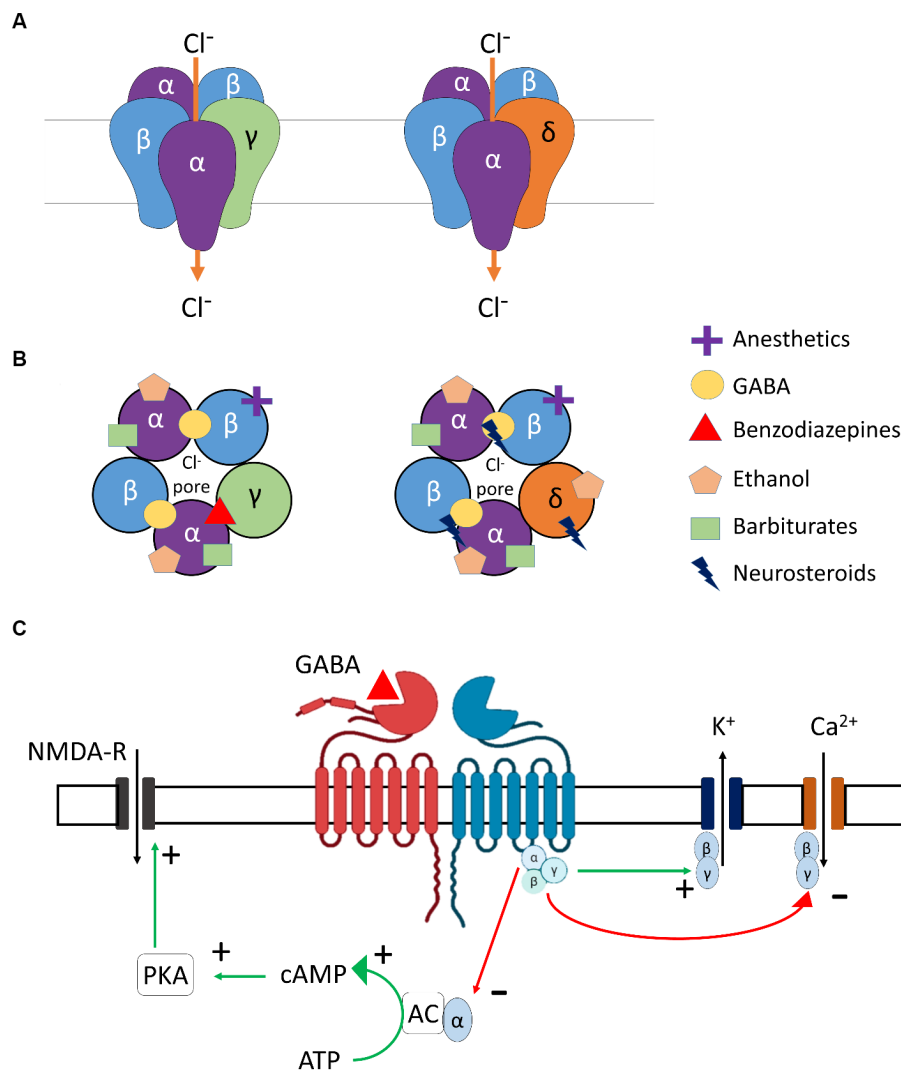 A
Cl⁻ Cl⁻
α β α β
β γ β δ
α α
Cl⁻ Cl⁻
B
Anesthetics
GABA
Benzodiazepines
Ethanol
Barbiturates
Neurosteroids
α β α β
Cl- Cl-
β pore γ β pore δ
α α
C
GABA
NMDA-R K⁺ Ca²⁺
β β
α γ γ γ
β
+ + −
+ + −
PKA cAMP
AC α
ATP